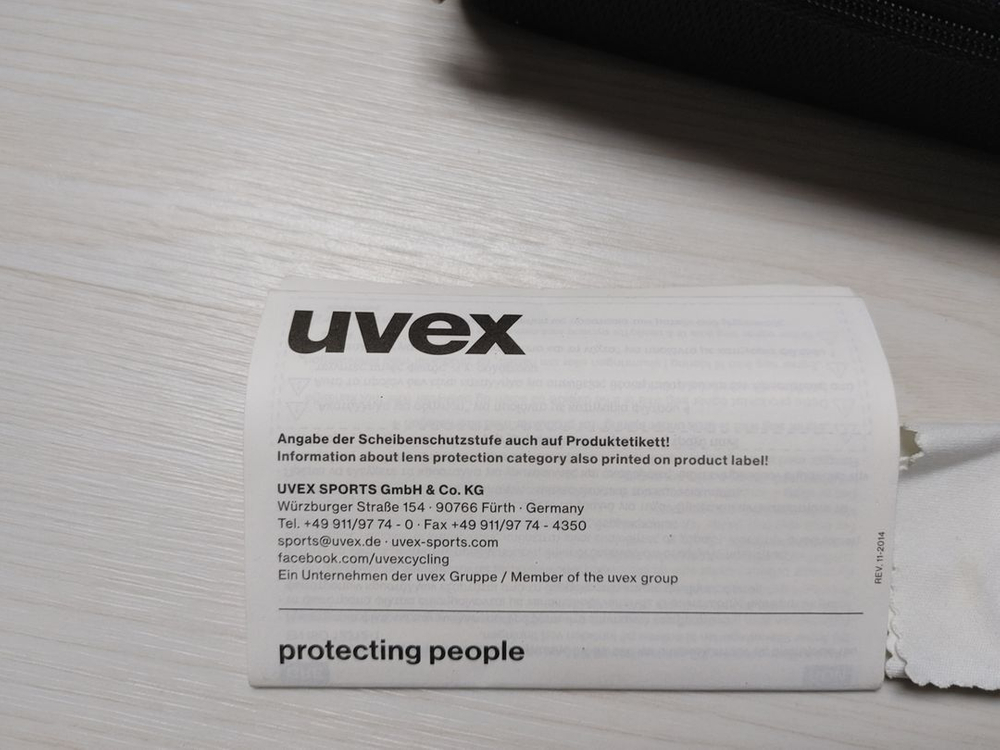 uvex
Angabe der Scheibenschutzstufe auch auf Produktetikett!
Information about lens protection category also printed on product label!
UVEX SPORTS GmbH & Co. KG
Würzburger Straße 154 · 90766 Fürth · Germany
Tel. +49 911/97 74 - 0 · Fax +49 911/97 74 - 4350
sports@uvex.de · uvex-sports.com
facebook.com/uvexcycling
Ein Unternehmen der uvex Gruppe / Member of the uvex group
REV. 11-2014
protecting people